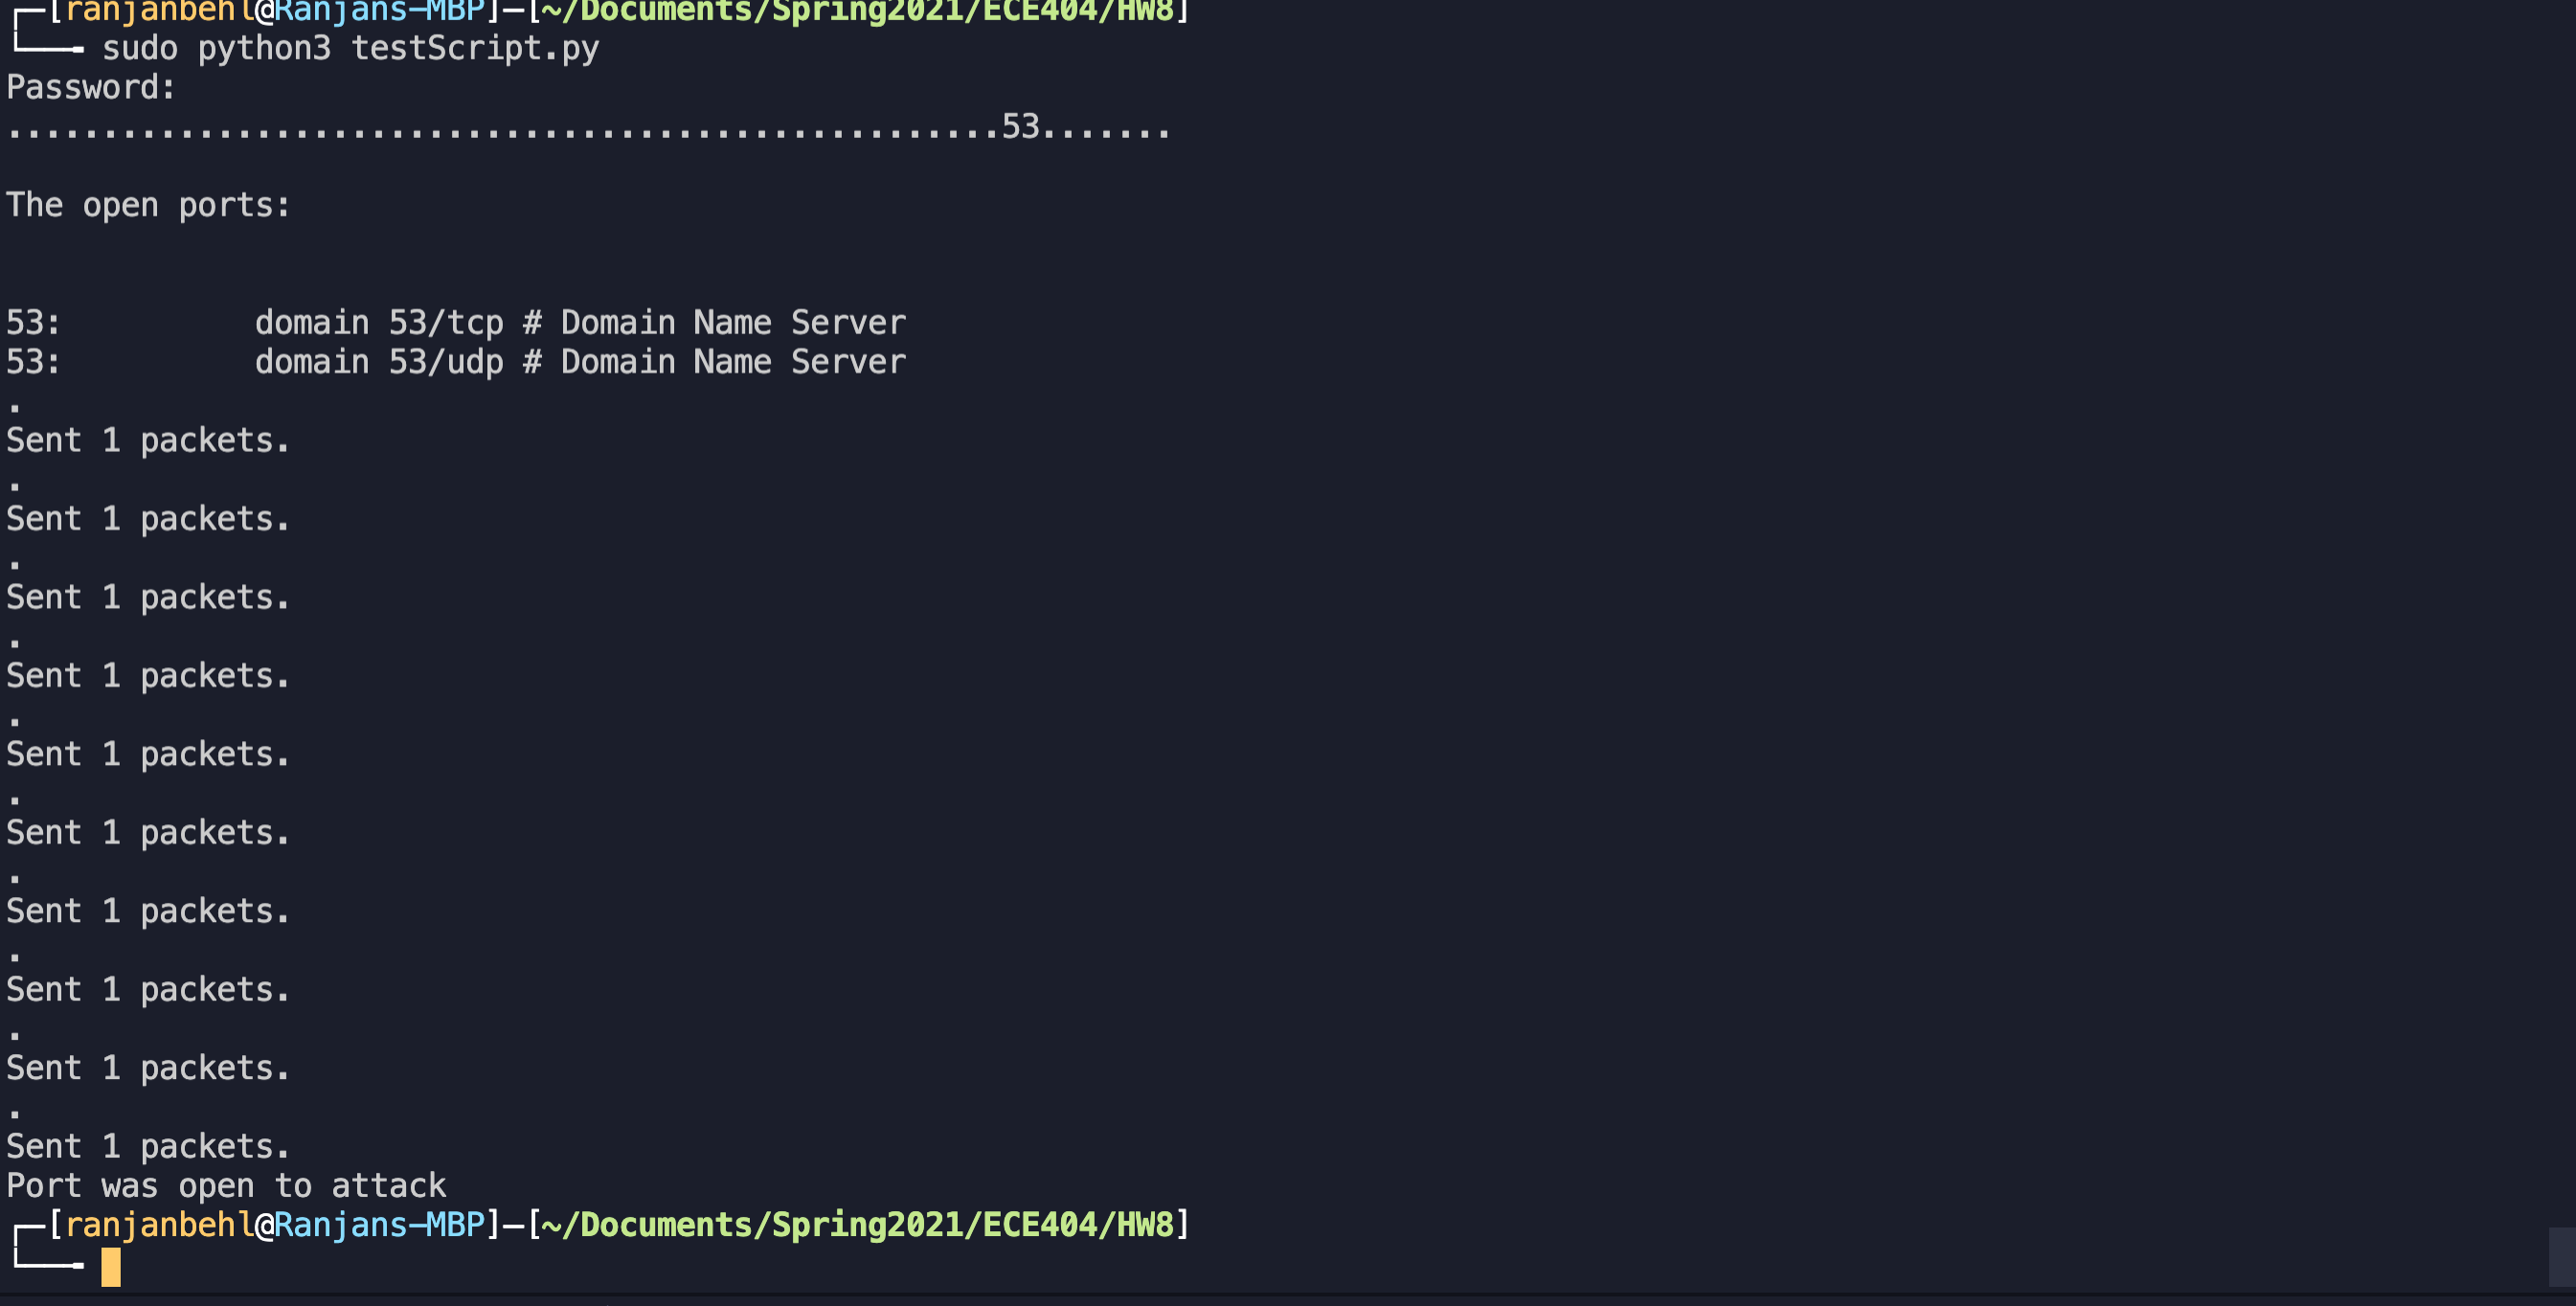 ┌─[ranjanbehl@Ranjans-MBP]-[~/Documents/Spring2021/ECE404/HW8]
└──╼ sudo python3 testScript.py
Password:
....................................................53.......
The open ports:
53:          domain 53/tcp # Domain Name Server
53:          domain 53/udp # Domain Name Server
.
Sent 1 packets.
.
Sent 1 packets.
.
Sent 1 packets.
.
Sent 1 packets.
.
Sent 1 packets.
.
Sent 1 packets.
.
Sent 1 packets.
.
Sent 1 packets.
.
Sent 1 packets.
.
Sent 1 packets.
Port was open to attack
┌─[ranjanbehl@Ranjans-MBP]-[~/Documents/Spring2021/ECE404/HW8]
└──╼